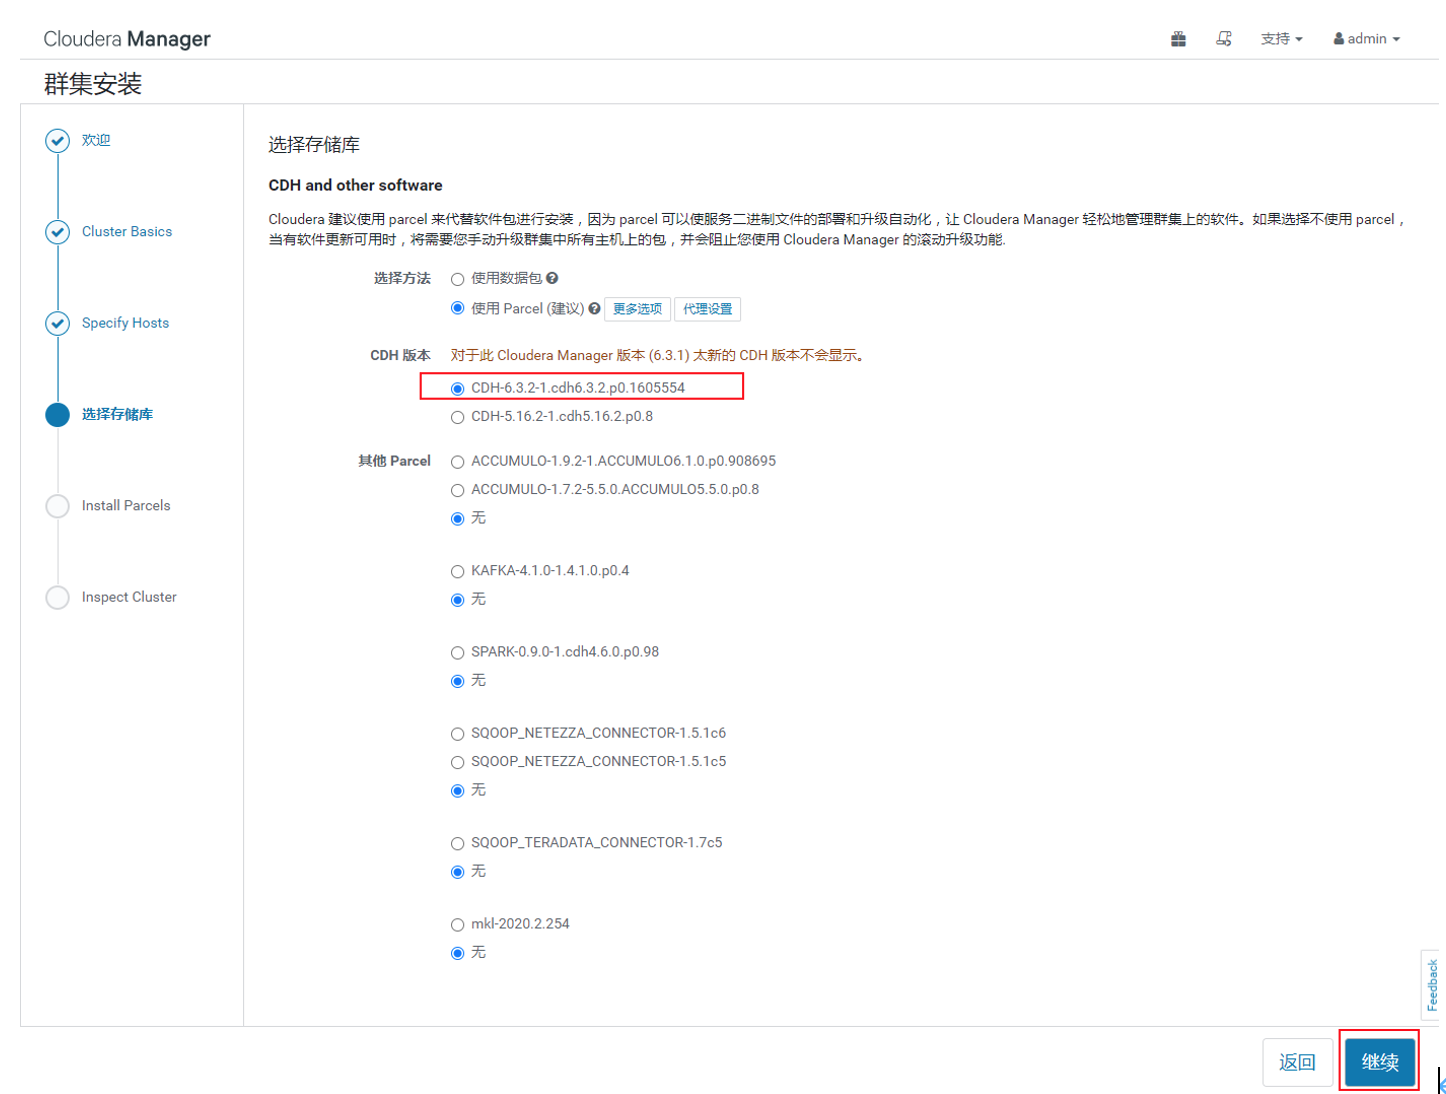 Cloudera Manager
支持
admin
群集安装
欢迎
Cluster Basics
Specify Hosts
选择存储库
Install Parcels
Inspect Cluster
选择存储库
CDH and other software
Cloudera 建议使用 parcel 来代替软件包进行安装，因为 parcel 可以使服务二进制文件的部署和升级自动化，让 Cloudera Manager 轻松地管理群集上的软件。如果选择不使用 parcel，
当有软件更新可用时，将需要您手动升级群集中所有主机上的包，并会阻止您使用 Cloudera Manager 的滚动升级功能.
选择方法 使用数据包
使用 Parcel (建议) 更多选项 代理设置
CDH 版本 对于此 Cloudera Manager 版本 (6.3.1) 太新的 CDH 版本不会显示。
CDH-6.3.2-1.cdh6.3.2.p0.1605554
CDH-5.16.2-1.cdh5.16.2.p0.8
其他 Parcel ACCUMULO-1.9.2-1.ACCUMULO6.1.0.p0.908695
ACCUMULO-1.7.2-5.5.0.ACCUMULO5.5.0.p0.8
无
KAFKA-4.1.0-1.4.1.0.p0.4
无
SPARK-0.9.0-1.cdh4.6.0.p0.98
无
SQOOP_NETEZZA_CONNECTOR-1.5.1c6
SQOOP_NETEZZA_CONNECTOR-1.5.1c5
无
SQOOP_TERADATA_CONNECTOR-1.7c5
无
mkl-2020.2.254
无
Feedback
返回
继续